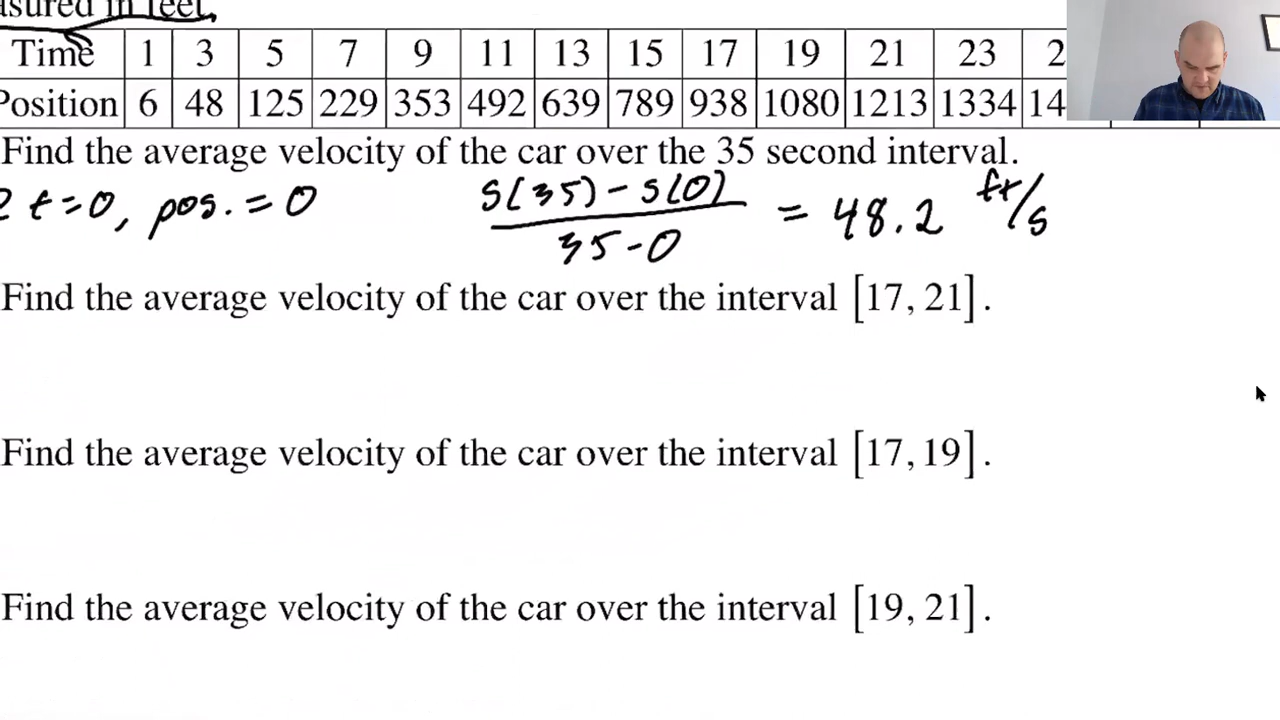 in feet.
Time 1 3 5 7 9 11 13 15 17 19 21 23 2
Position 6 48 125 229 353 492 639 789 938 1080 1213 1334 14
Find the average velocity of the car over the 35 second interval.
t=0, pos. = 0 s(35) - s(0) / 35-0 = 48.2 ft/s
Find the average velocity of the car over the interval [17, 21].
Find the average velocity of the car over the interval [17, 19].
Find the average velocity of the car over the interval [19, 21].